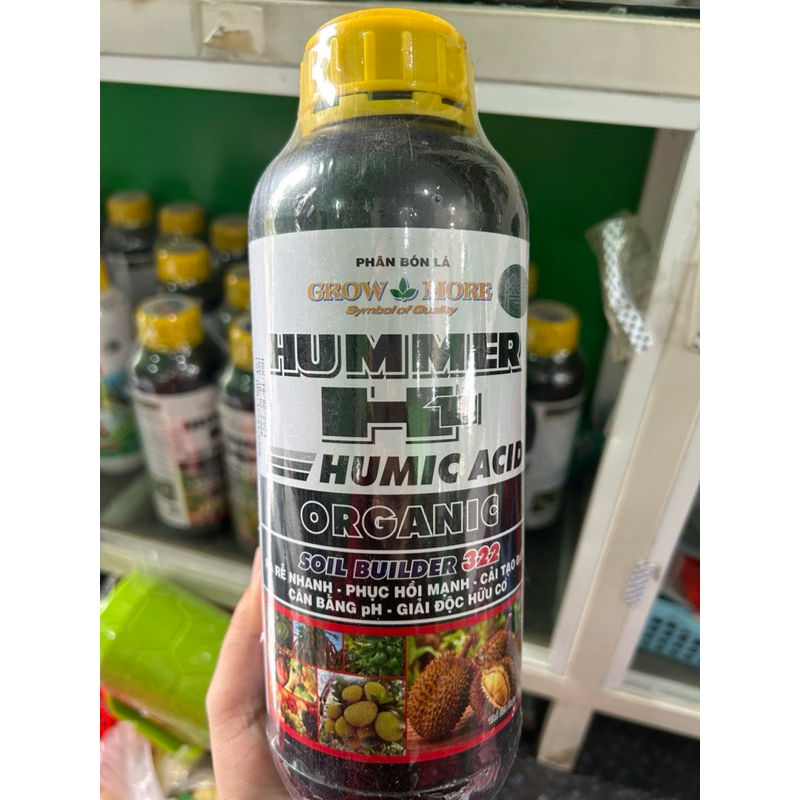 PHÂN BÓN LÁ
GROW MORE
Symbol of Quality
HUMMER
HUMIC ACID
ORGANIC
SOIL BUILDER 322
RỄ NHANH - PHỤC HỒI MẠNH - CẢI TẠO
CÂN BẰNG pH - GIẢI ĐỘC HỮU CƠ